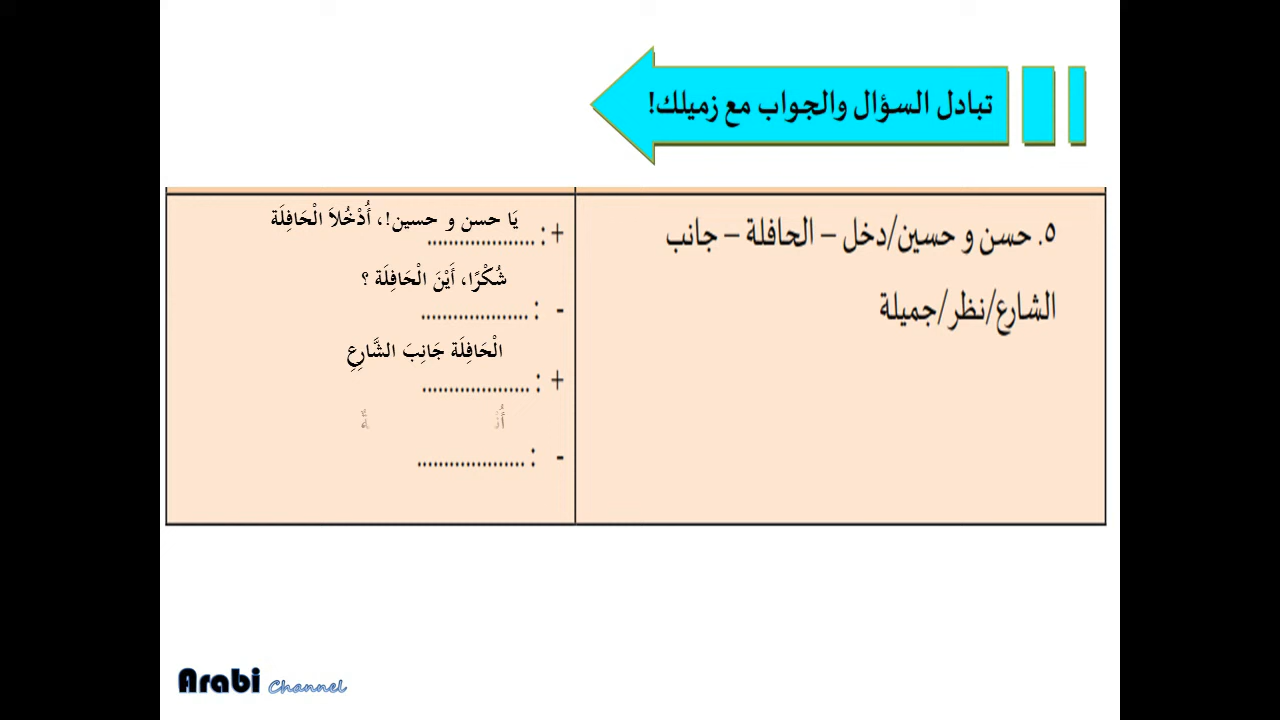 تبادل السؤال والجواب مع زميلك!
٥. حسن و حسين/دخل – الحافلة – جانب
الشارع/نظر/جميلة
يَا حسن و حسين!، أُدْخُلاَ الْحَافِلَة
+ : ....................
شُكْرًا، أَيْنَ الْحَافِلَة ؟
- : ....................
الْحَافِلَة جَانِبَ الشَّارِعِ
+ : ....................
- : ....................
Arabi Channel